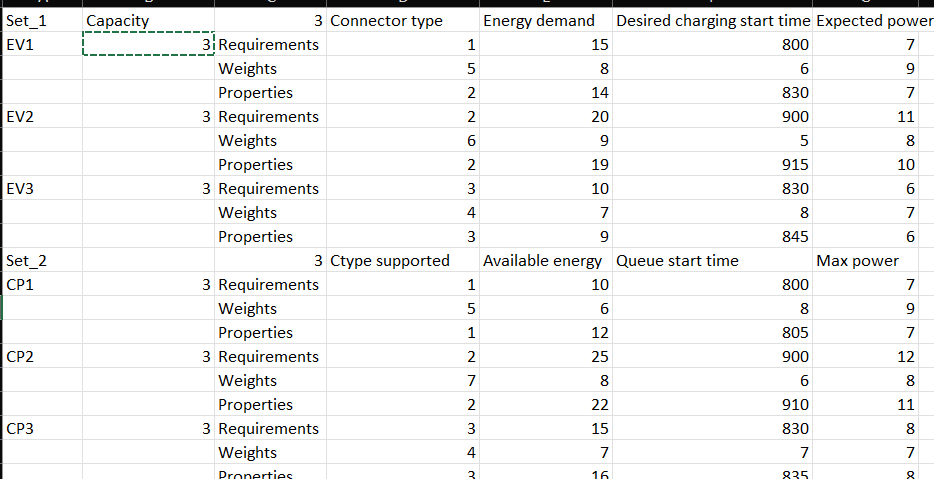 Set_1 Capacity 3 Connector type Energy demand Desired charging start time Expected power
EV1 3 Requirements 1 15 800 7
Weights 5 8 6 9
Properties 2 14 830 7
EV2 3 Requirements 2 20 900 11
Weights 6 9 5 8
Properties 2 19 915 10
EV3 3 Requirements 3 10 830 6
Weights 4 7 8 7
Properties 3 9 845 6
Set_2 3 Ctype supported Available energy Queue start time Max power
CP1 3 Requirements 1 10 800 7
Weights 5 6 8 9
Properties 1 12 805 7
CP2 3 Requirements 2 25 900 12
Weights 7 8 6 8
Properties 2 22 910 11
CP3 3 Requirements 3 15 830 8
Weights 4 7 7 7
Properties 3 16 835 8